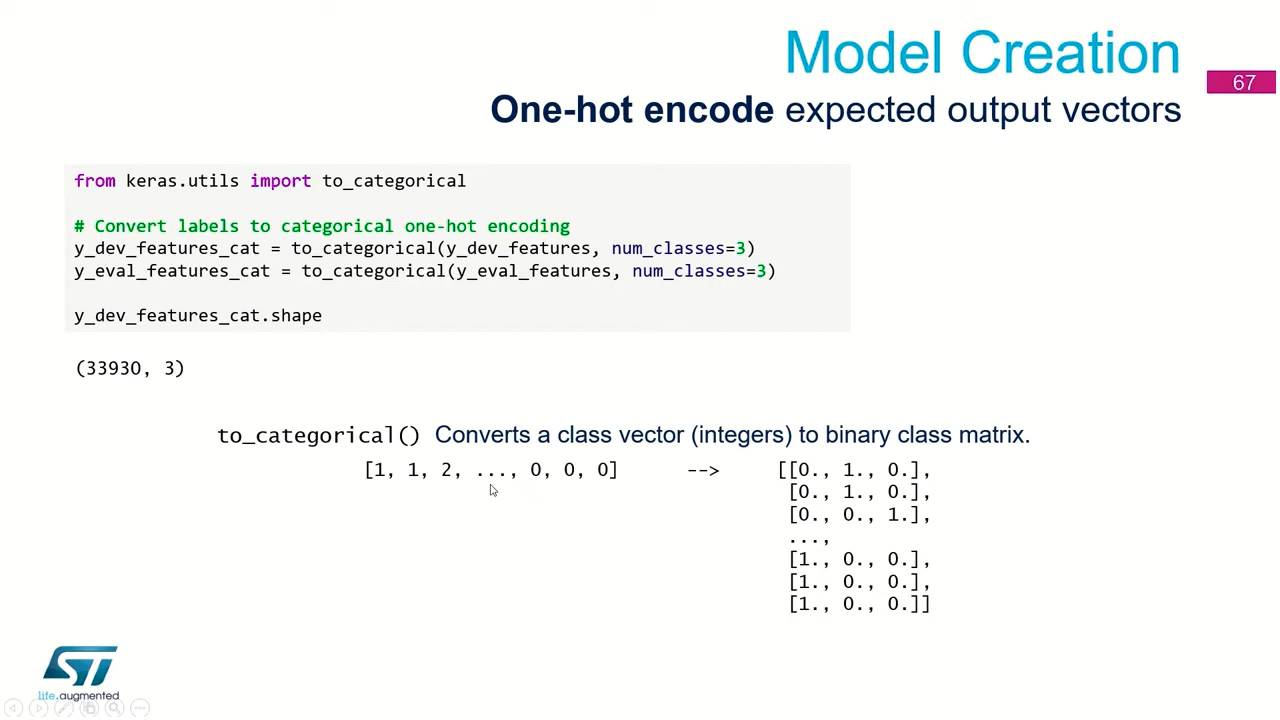 Model Creation
67
One-hot encode expected output vectors
from keras.utils import to_categorical
# Convert labels to categorical one-hot encoding
y_dev_features_cat = to_categorical(y_dev_features, num_classes=3)
y_eval_features_cat = to_categorical(y_eval_features, num_classes=3)
y_dev_features_cat.shape
(33930, 3)
to_categorical() Converts a class vector (integers) to binary class matrix.
[1, 1, 2, ..., 0, 0, 0] --> [[0., 1., 0.],
[0., 1., 0.],
[0., 0., 1.],
...,
[1., 0., 0.],
[1., 0., 0.],
[1., 0., 0.]]
ST
life.augmented